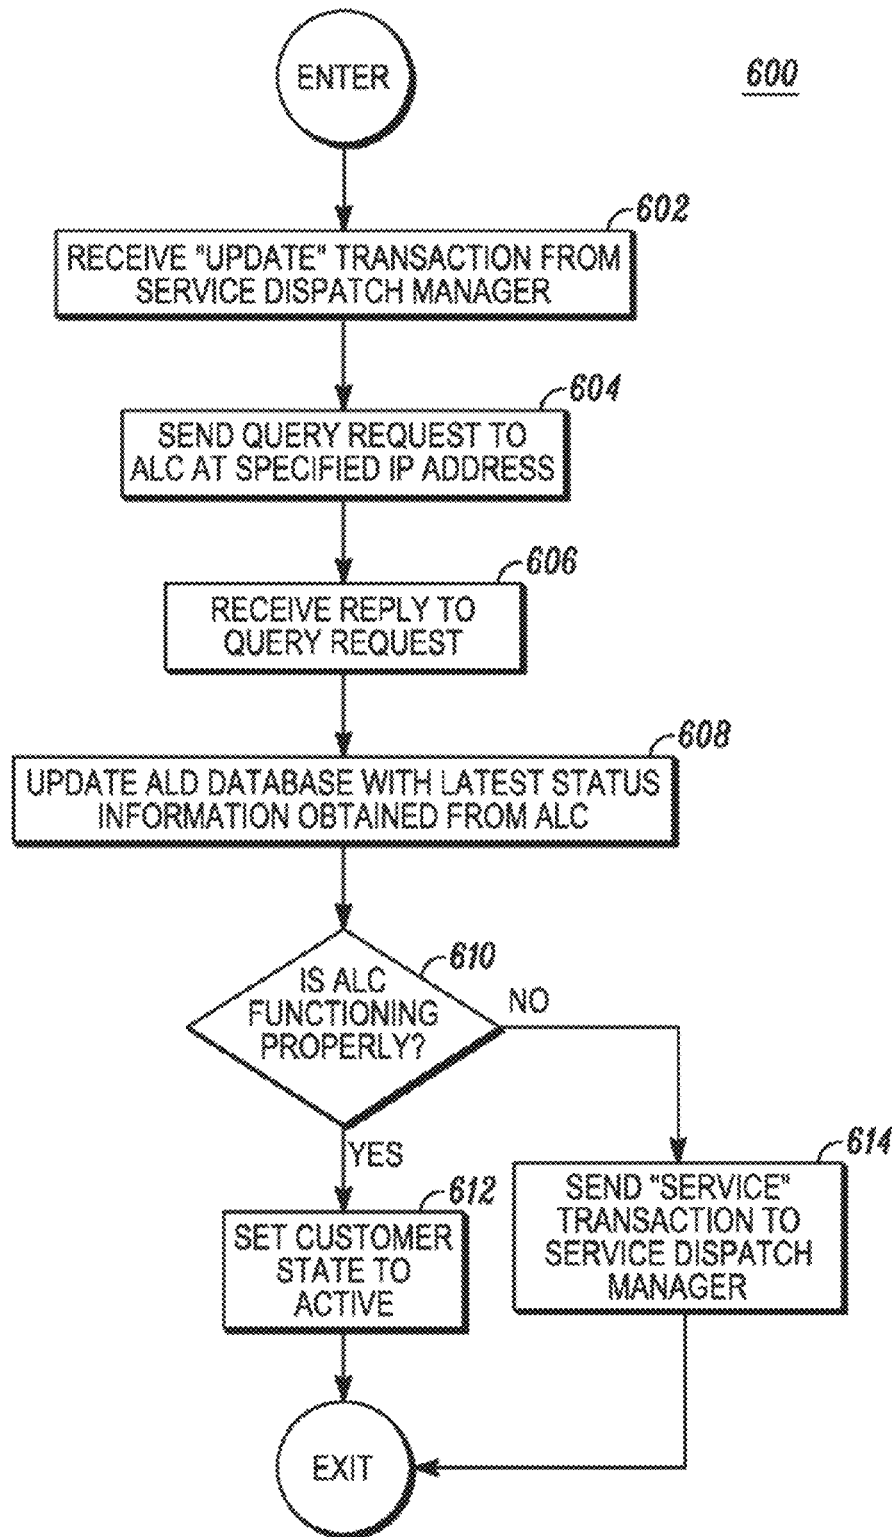 ENTER
600
602
RECEIVE "UPDATE" TRANSACTION FROM
SERVICE DISPATCH MANAGER
604
SEND QUERY REQUEST TO
ALC AT SPECIFIED IP ADDRESS
606
RECEIVE REPLY TO
QUERY REQUEST
608
UPDATE ALD DATABASE WITH LATEST STATUS
INFORMATION OBTAINED FROM ALC
610
IS ALC
FUNCTIONING
PROPERLY?
NO
YES
612
SET CUSTOMER
STATE TO
ACTIVE
614
SEND "SERVICE"
TRANSACTION TO
SERVICE DISPATCH
MANAGER
EXIT